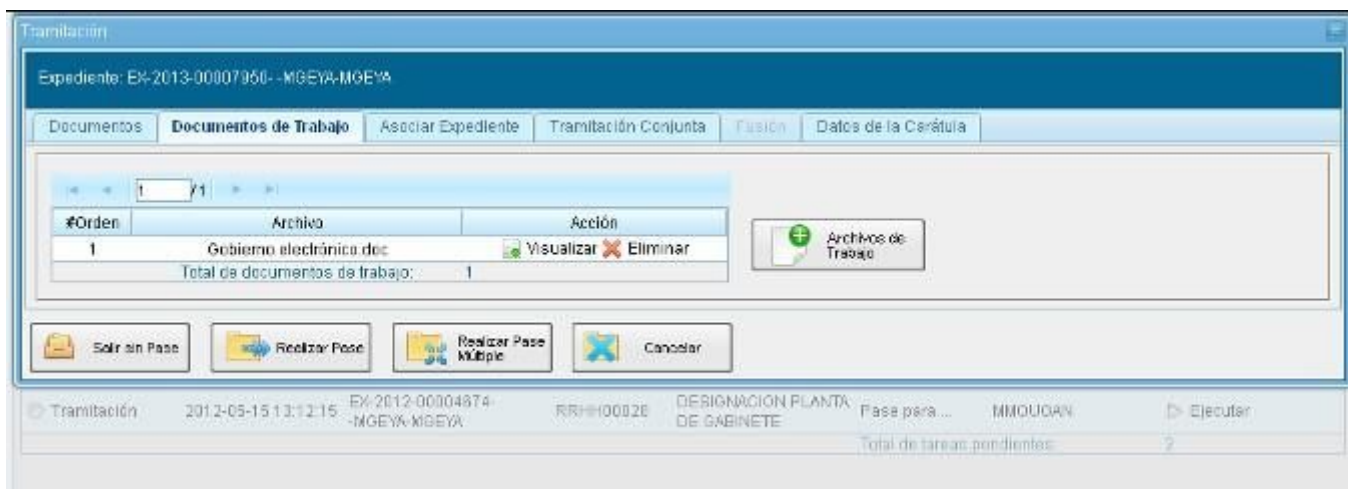 Tramitación
Expediente: EX-2013-00007950- -MGEYA-MGEYA
Documentos Documentos de Trabajo Asociar Expediente Tramitación Conjunta Fusión Datos de la Carátula
1 /1
#Orden Archivo Acción
1 Gobierno electrónico.doc Visualizar Eliminar
Total de documentos de trabajo: 1
Archivos de
Trabajo
Salir sin Pase Realizar Pase Realizar Pase
Múltiple Cancelar
Tramitación 2012-05-15 13:12:15 EX-2012-00004874-
-MGEYA-MGEYA RRHH0082B DESIGNACION PLANTA
DE GABINETE Pase para ... Ejecutar
Total de tareas pendientes: 2